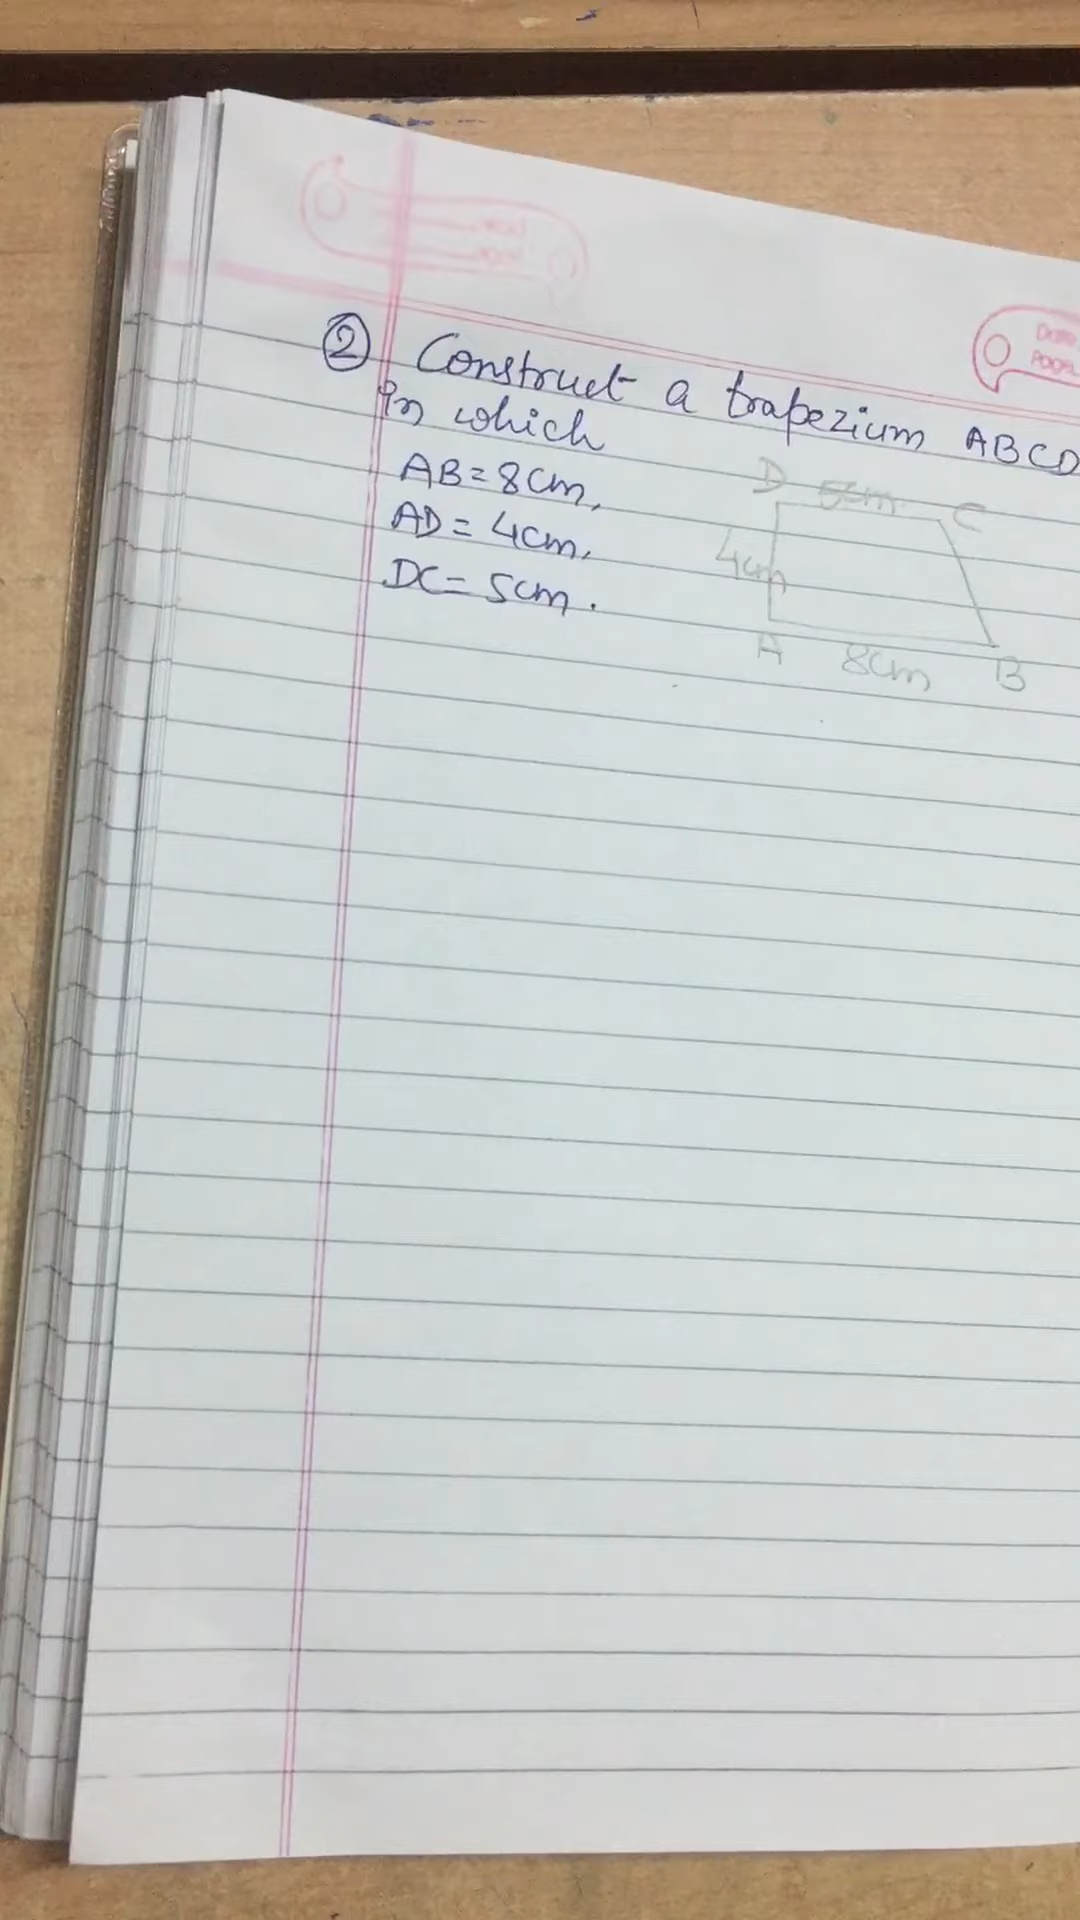 ② Construct a trapezium ABCD
in which
AB = 8cm,
AD = 4cm,
DC = 5cm.
D 5cm C
4cm
A 8cm B